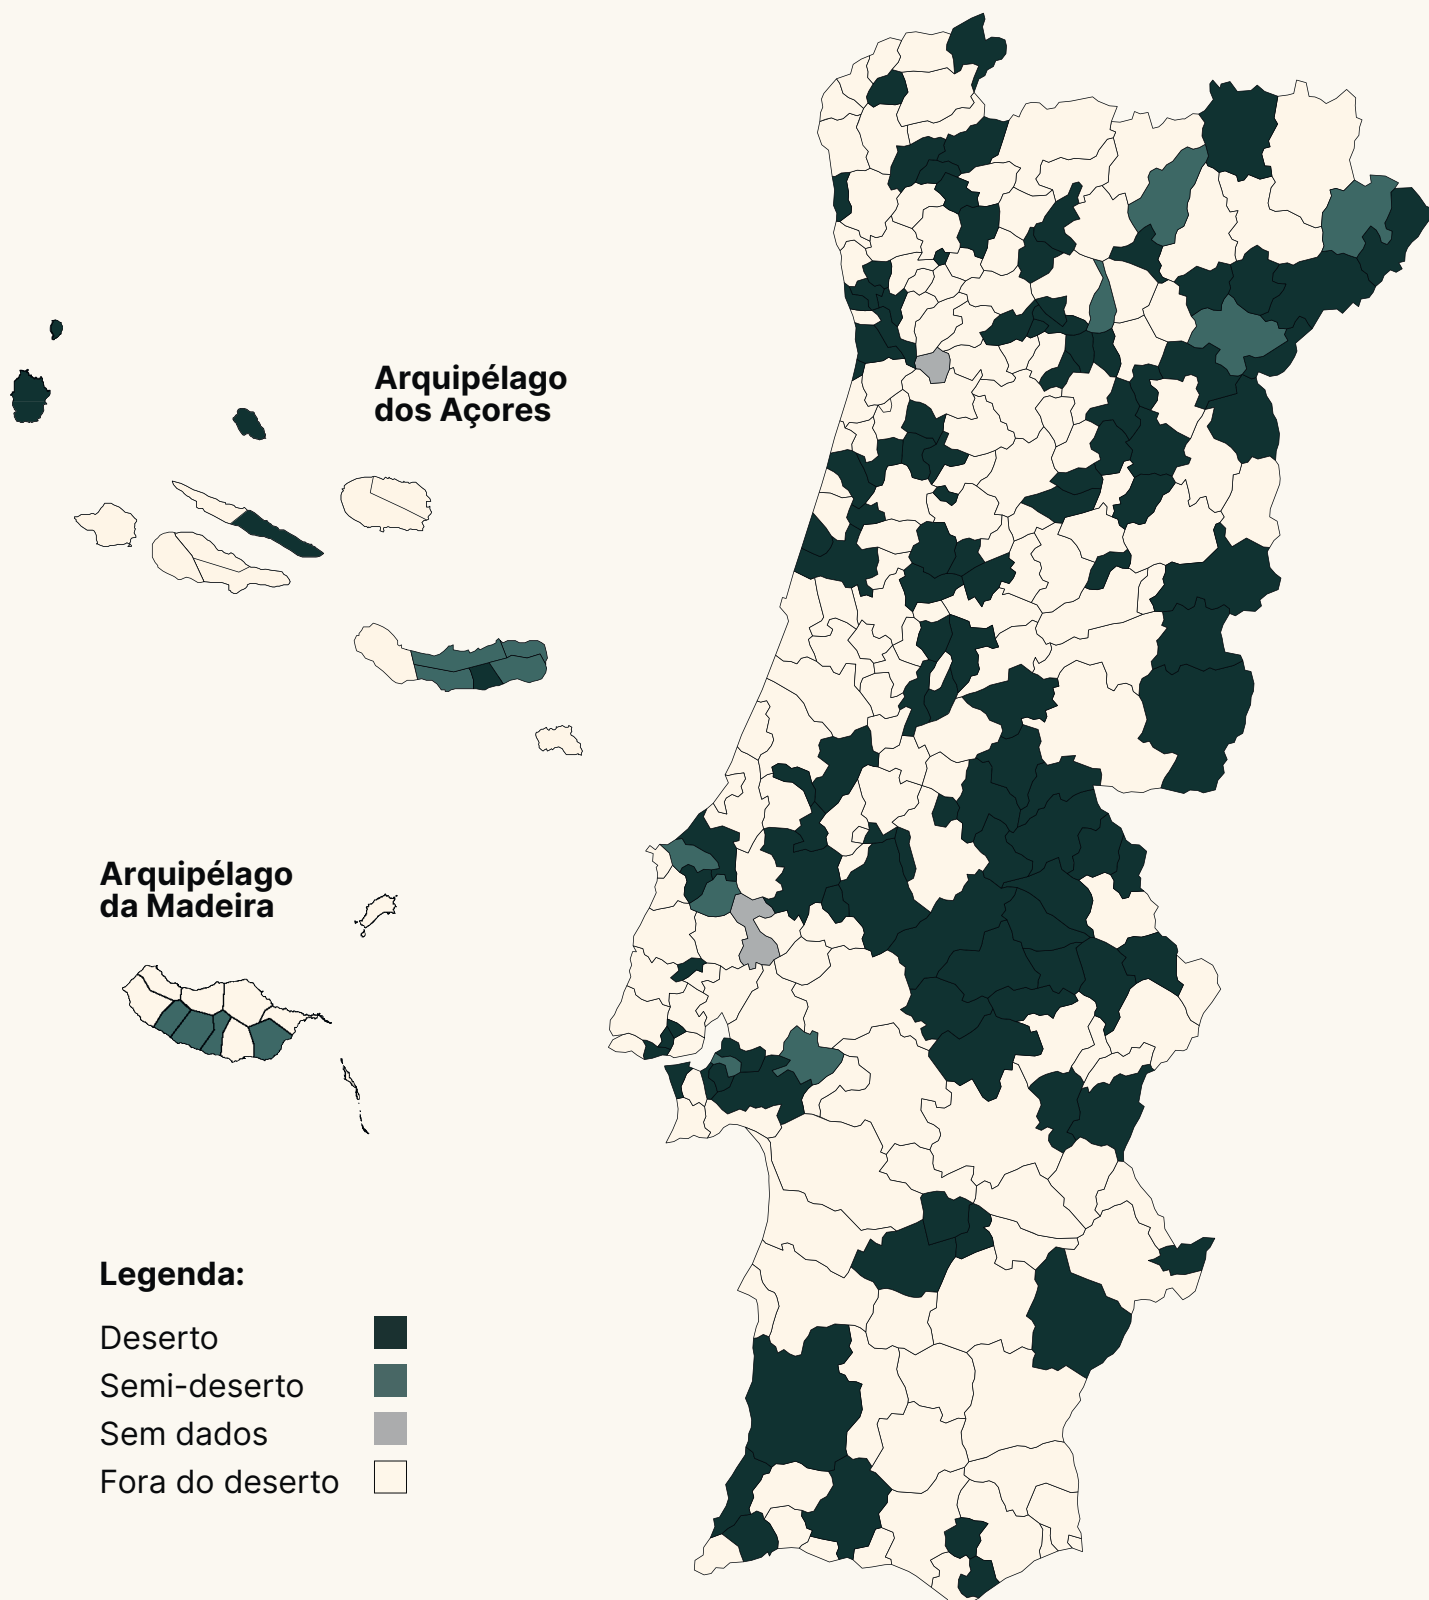 Arquipélago
dos Açores
Arquipélago
da Madeira
Legenda:
Deserto
Semi-deserto
Sem dados
Fora do deserto